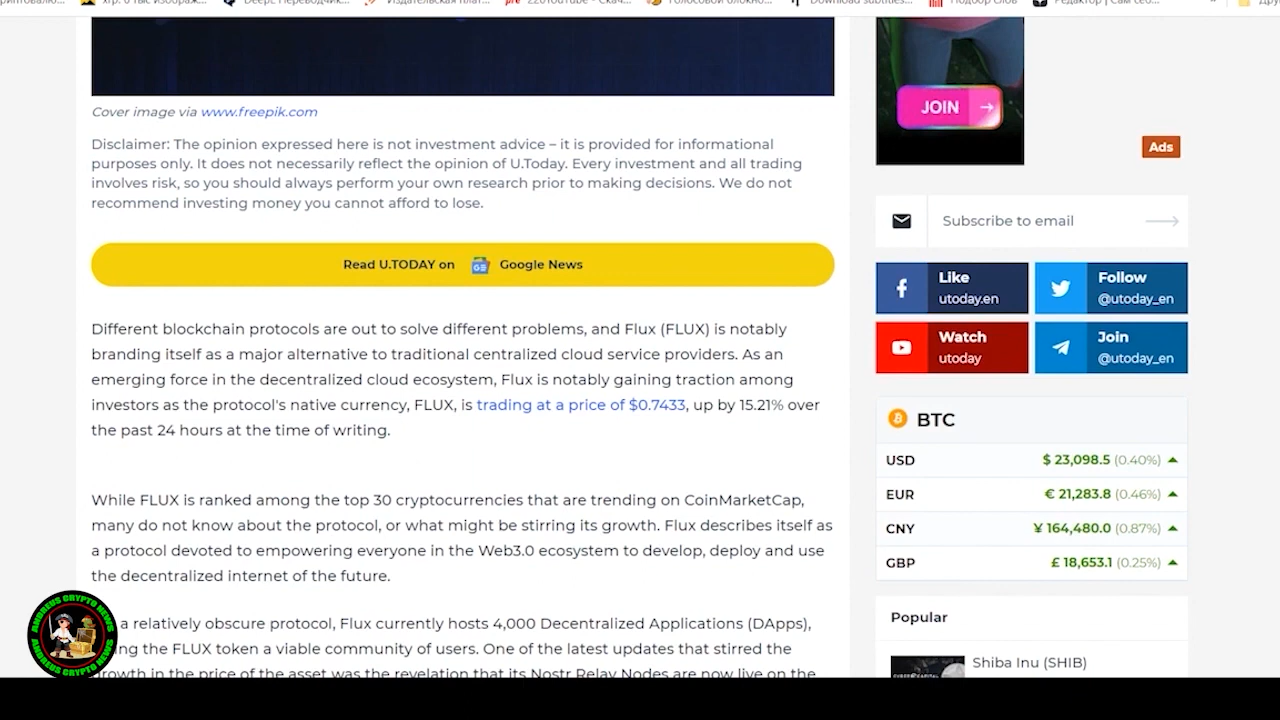 JOIN
Cover image via www.freepik.com
Ads
Disclaimer: The opinion expressed here is not investment advice – it is provided for informational
purposes only. It does not necessarily reflect the opinion of U.Today. Every investment and all trading
involves risk, so you should always perform your own research prior to making decisions. We do not
recommend investing money you cannot afford to lose.
Subscribe to email
Read U.TODAY on Google News
Like
utoday.en
Follow
@utoday_en
Watch
utoday
Join
@utoday_en
Different blockchain protocols are out to solve different problems, and Flux (FLUX) is notably
branding itself as a major alternative to traditional centralized cloud service providers. As an
emerging force in the decentralized cloud ecosystem, Flux is notably gaining traction among
investors as the protocol's native currency, FLUX, is trading at a price of $0.7433, up by 15.21% over
the past 24 hours at the time of writing.
BTC
USD $ 23,098.5 (0.40%)
EUR € 21,283.8 (0.46%)
CNY ¥ 164,480.0 (0.87%)
GBP £ 18,653.1 (0.25%)
While FLUX is ranked among the top 30 cryptocurrencies that are trending on CoinMarketCap,
many do not know about the protocol, or what might be stirring its growth. Flux describes itself as
a protocol devoted to empowering everyone in the Web3.0 ecosystem to develop, deploy and use
the decentralized internet of the future.
a relatively obscure protocol, Flux currently hosts 4,000 Decentralized Applications (DApps),
the FLUX token a viable community of users. One of the latest updates that stirred the
growth in the price of the asset was the revelation that its Nostr Relay Nodes are now live on the
Popular
Shiba Inu (SHIB)
ANDREUS CRYPTO NEWS
ANDREUS CRYPTO NEWS